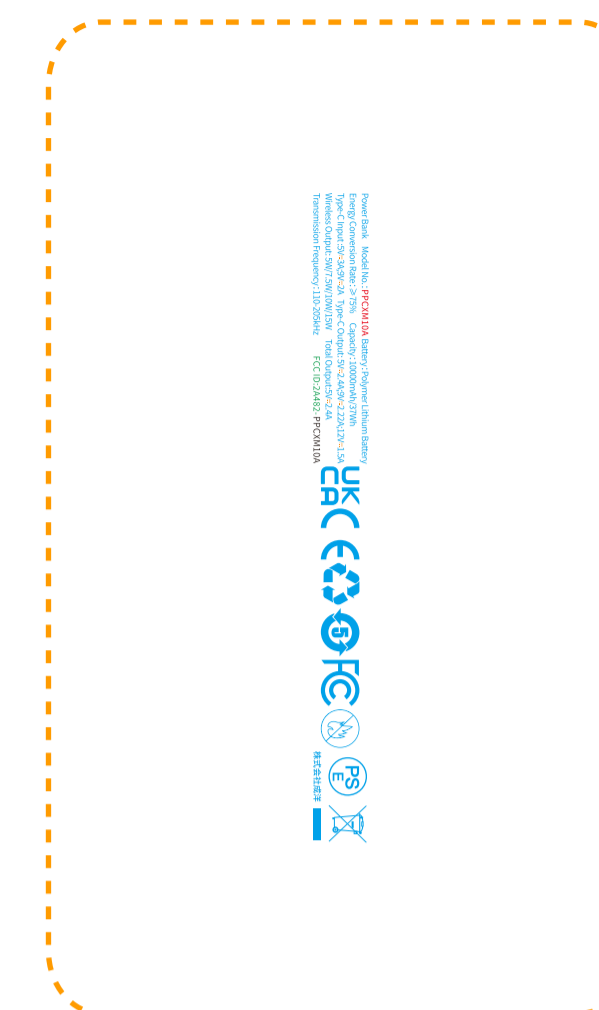 Power Bank Model No.: PPCXM10A Battery: Polymer Lithium Battery
Energy Conversion Rate: ≥75% Capacity: 10000mAh/37Wh
Type-C Input:5V⎓3A;9V⎓2A Type-C Output: 5V⎓2.4A;9V⎓2.22A;12V⎓1.5A
Wireless Output: 5W/7.5W/10W/15W Total Output:5V⎓2.4A
Transmission Frequency: 110-205kHz FCC ID:2A482-PPCXM10A
UK
CA
CE
5
FC
PS
E
株式会社成洋